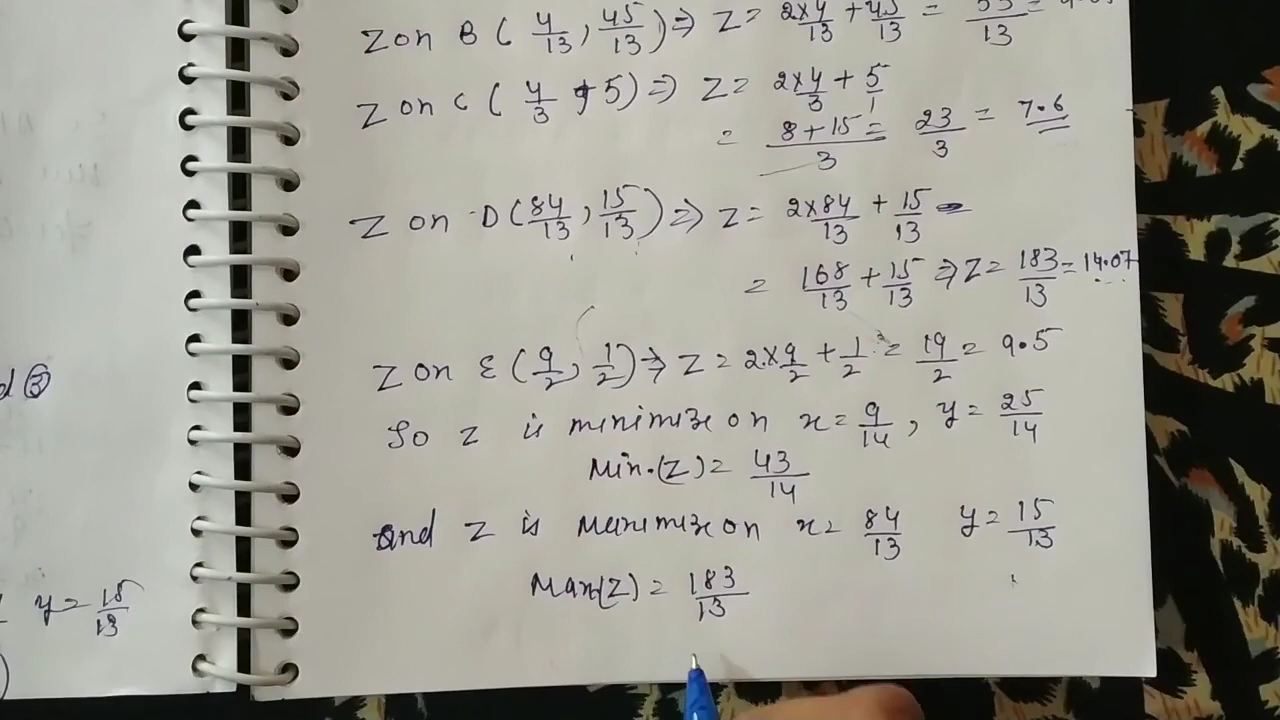 Z on B ( 4/13 , 45/13 ) ⇒ Z = 2×4/13 + 45/13 = 53/13 =
Z on C ( 4/3 , 5 ) ⇒ Z = 2×4/3 + 5/1
= 8+15/3 = 23/3 = 7.6
Z on D ( 84/13 , 15/13 ) ⇒ Z = 2×84/13 + 15/13
= 168/13 + 15/13 ⇒ Z = 183/13 = 14.07
Z on E ( 9/2 , 1/2 ) ⇒ Z = 2×9/2 + 1/2 = 19/2 = 9.5
So Z is minimize on x = 9/14 , y = 25/14
Min.(Z) = 43/14
and Z is maximize on x = 84/13 y = 15/13
Max(Z) = 183/13
d ③
y = 15/13